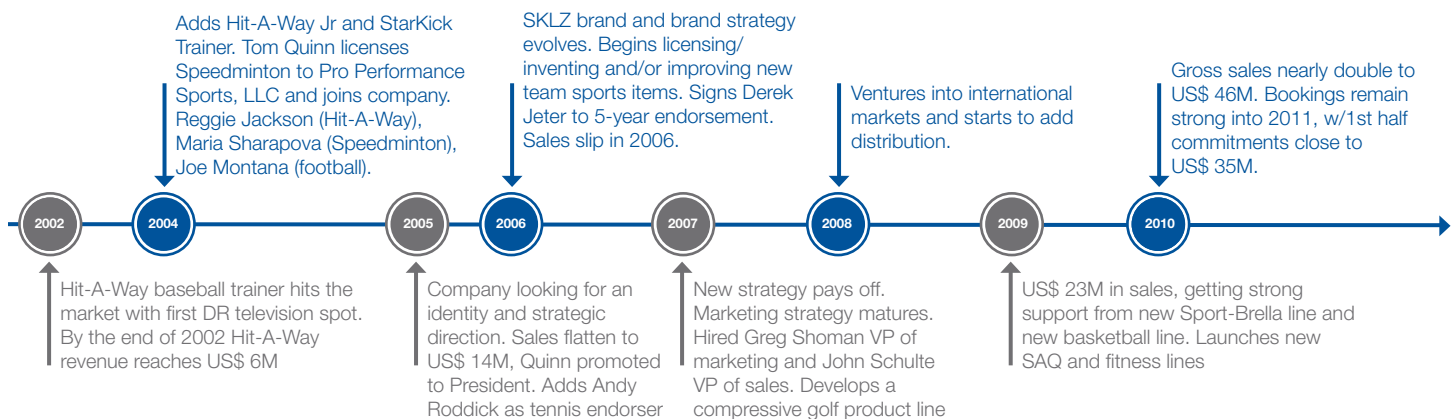 Adds Hit-A-Way Jr and StarKick
Trainer. Tom Quinn licenses
Speedminton to Pro Performance
Sports, LLC and joins company.
Reggie Jackson (Hit-A-Way),
Maria Sharapova (Speedminton),
Joe Montana (football).
SKLZ brand and brand strategy
evolves. Begins licensing/
inventing and/or improving new
team sports items. Signs Derek
Jeter to 5-year endorsement.
Sales slip in 2006.
Ventures into international
markets and starts to add
distribution.
Gross sales nearly double to
US$ 46M. Bookings remain
strong into 2011, w/1st half
commitments close to
US$ 35M.
2002
2004
2005
2006
2007
2008
2009
2010
Hit-A-Way baseball trainer hits the
market with first DR television spot.
By the end of 2002 Hit-A-Way
revenue reaches US$ 6M
Company looking for an
identity and strategic
direction. Sales flatten to
US$ 14M, Quinn promoted
to President. Adds Andy
Roddick as tennis endorser
New strategy pays off.
Marketing strategy matures.
Hired Greg Shoman VP of
marketing and John Schulte
VP of sales. Develops a
compressive golf product line
US$ 23M in sales, getting strong
support from new Sport-Brella line and
new basketball line. Launches new
SAQ and fitness lines